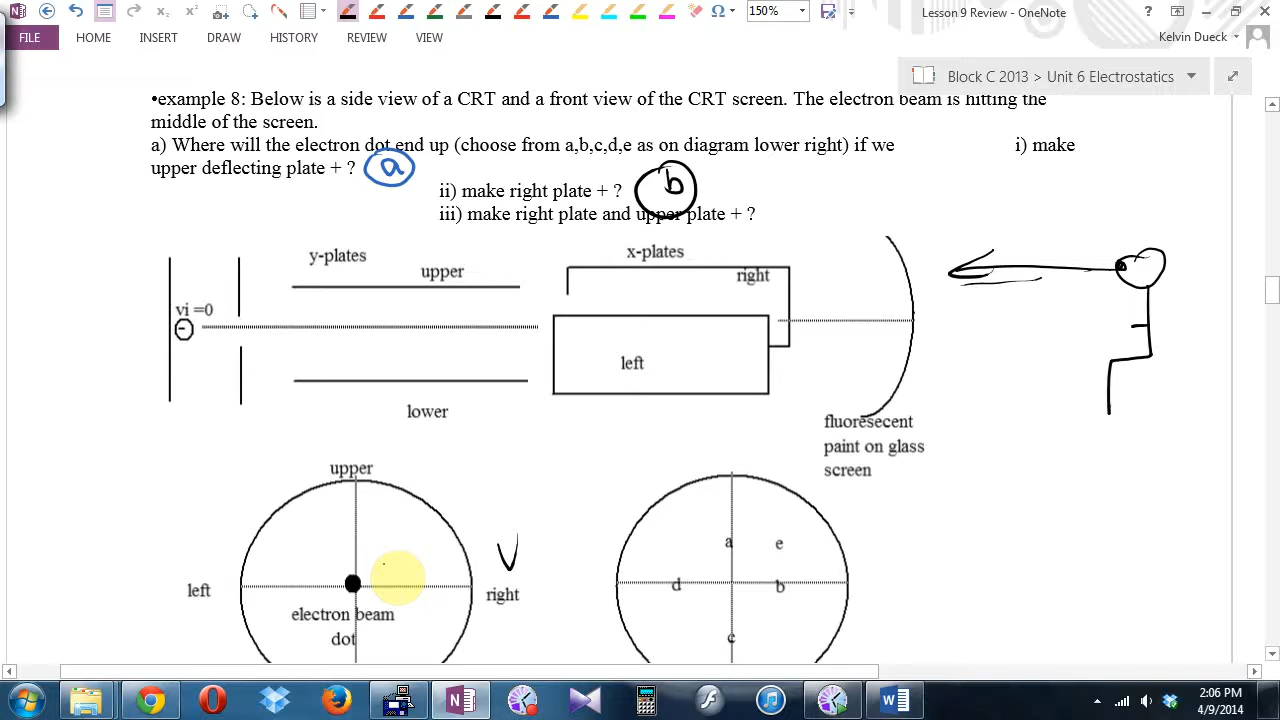 150%
Lesson 9 Review - OneNote
FILE HOME INSERT DRAW HISTORY REVIEW VIEW
Kelvin Dueck
Block C 2013 > Unit 6 Electrostatics
•example 8: Below is a side view of a CRT and a front view of the CRT screen. The electron beam is hitting the
middle of the screen.
a) Where will the electron dot end up (choose from a,b,c,d,e as on diagram lower right) if we i) make
upper deflecting plate + ? a
ii) make right plate + ? b
iii) make right plate and upper plate + ?
y-plates
x-plates
upper
right
vi =0
left
lower
fluoresecent
paint on glass
screen
upper
a
e
left
right
d
b
electron beam
dot
c
2:06 PM
4/9/2014